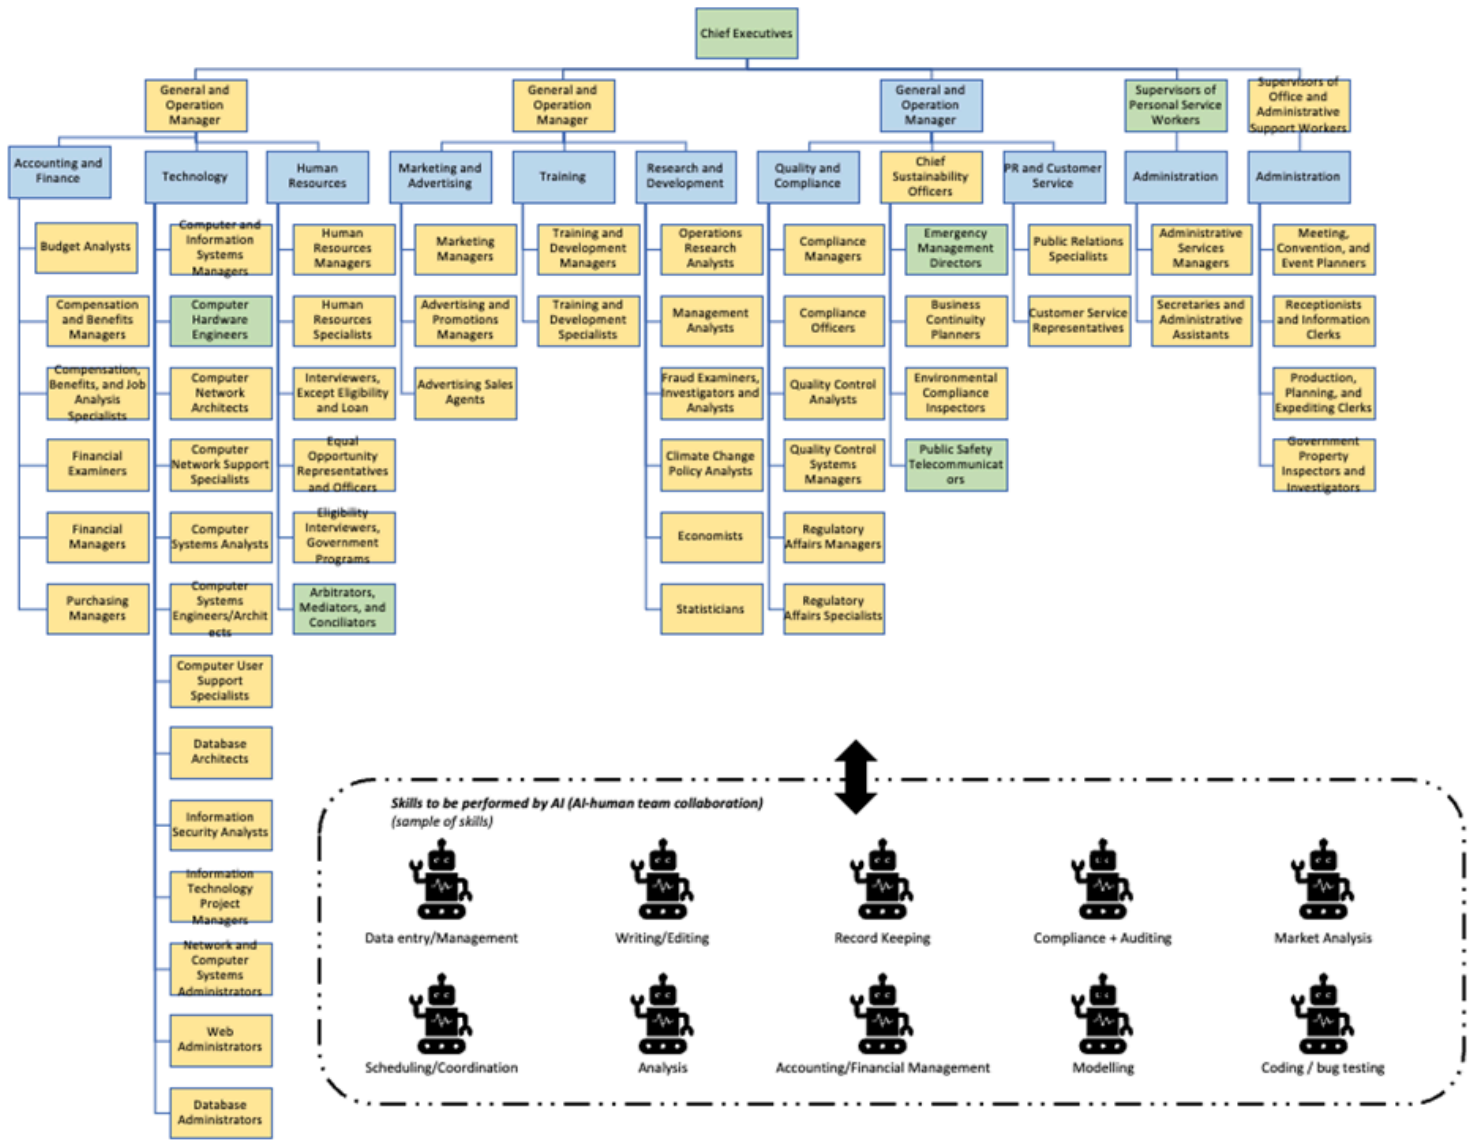 Chief Executives
General and
Operation
Manager
General and
Operation
Manager
General and
Operation
Manager
Supervisors of
Personal Service
Workers
Supervisors of
Office and
Administrative
Support Workers
Accounting and
Finance
Technology
Human
Resources
Marketing and
Advertising
Training
Research and
Development
Quality and
Compliance
Chief
Sustainability
Officers
PR and Customer
Service
Administration
Administration
Budget Analysts
Compensation
and Benefits
Managers
Compensation,
Benefits, and Job
Analysis
Specialists
Financial
Examiners
Financial
Managers
Purchasing
Managers
Computer and
Information
Systems
Managers
Computer
Hardware
Engineers
Computer
Network
Architects
Computer
Network Support
Specialists
Computer
Systems Analysts
Computer
Systems
Engineers/Archit
ects
Computer User
Support
Specialists
Database
Architects
Information
Security Analysts
Information
Technology
Project
Managers
Network and
Computer
Systems
Administrators
Web
Administrators
Database
Administrators
Human
Resources
Managers
Human
Resources
Specialists
Interviewers,
Except Eligibility
and Loan
Equal
Opportunity
Representatives
and Officers
Eligibility
Interviewers,
Government
Programs
Arbitrators,
Mediators, and
Conciliators
Marketing
Managers
Advertising and
Promotions
Managers
Advertising Sales
Agents
Training and
Development
Managers
Training and
Development
Specialists
Operations
Research
Analysts
Management
Analysts
Fraud Examiners,
Investigators and
Analysts
Climate Change
Policy Analysts
Economists
Statisticians
Compliance
Managers
Compliance
Officers
Quality Control
Analysts
Quality Control
Systems
Managers
Regulatory
Affairs Managers
Regulatory
Affairs Specialists
Emergency
Management
Directors
Business
Continuity
Planners
Environmental
Compliance
Inspectors
Public Safety
Telecommunicat
ors
Public Relations
Specialists
Customer Service
Representatives
Administrative
Services
Managers
Secretaries and
Administrative
Assistants
Meeting,
Convention, and
Event Planners
Receptionists
and Information
Clerks
Production,
Planning, and
Expediting Clerks
Government
Property
Inspectors and
Investigators
Skills to be performed by AI (AI-human team collaboration)
(sample of skills)
Data entry/Management
Writing/Editing
Record Keeping
Compliance + Auditing
Market Analysis
Scheduling/Coordination
Analysis
Accounting/Financial Management
Modelling
Coding / bug testing